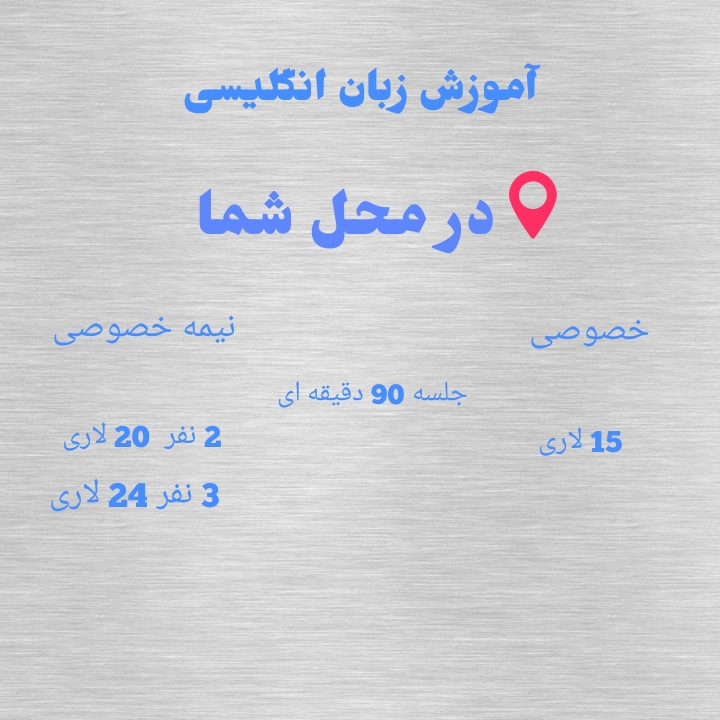 آموزش زبان انگلیسی
در محل شما
خصوصی
نیمه خصوصی
جلسه 90 دقیقه ای
15 لاری
2 نفر 20 لاری
3 نفر 24 لاری